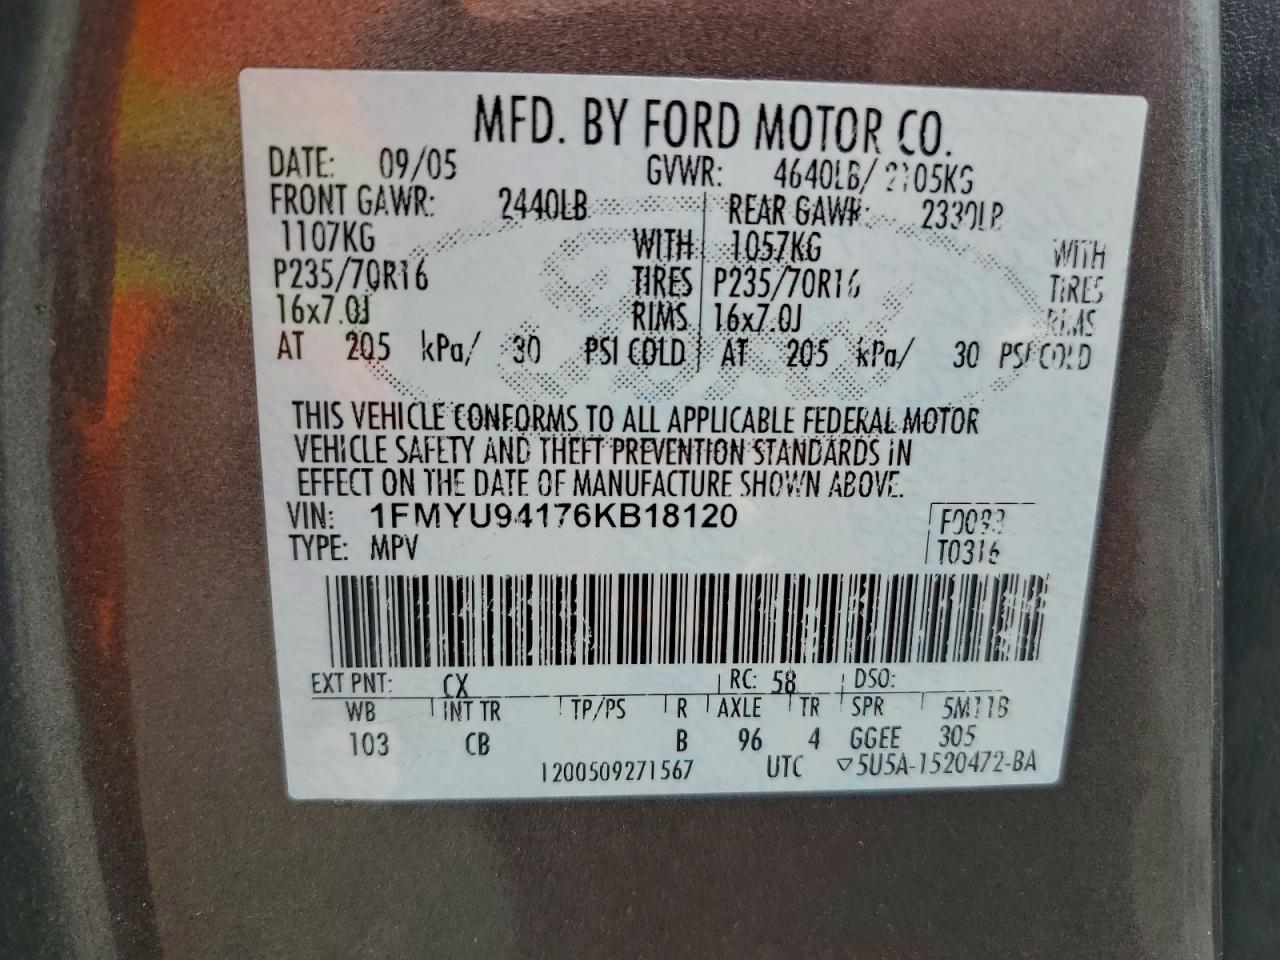 MFD. BY FORD MOTOR CO.
DATE: 09/05 GVWR: 4640LB/ 2105KG
FRONT GAWR: 2440LB REAR GAWR: 2330LB
1107KG WITH 1057KG WITH
P235/70R16 TIRES P235/70R16 TIRES
16x7.0J RIMS 16x7.0J RIMS
AT 205 kPa/ 30 PSI COLD AT 205 kPa/ 30 PSI COLD
THIS VEHICLE CONFORMS TO ALL APPLICABLE FEDERAL MOTOR
VEHICLE SAFETY AND THEFT PREVENTION STANDARDS IN
EFFECT ON THE DATE OF MANUFACTURE SHOWN ABOVE.
VIN: 1FMYU94176KB18120
TYPE: MPV
T0316
EXT PNT: CX RC: 58 DSO:
WB INT TR TP/PS R AXLE TR SPR 5M11B
103 CB B 96 4 GGEE 305
1200509271567 UTC ▽5U5A-1520472-BA